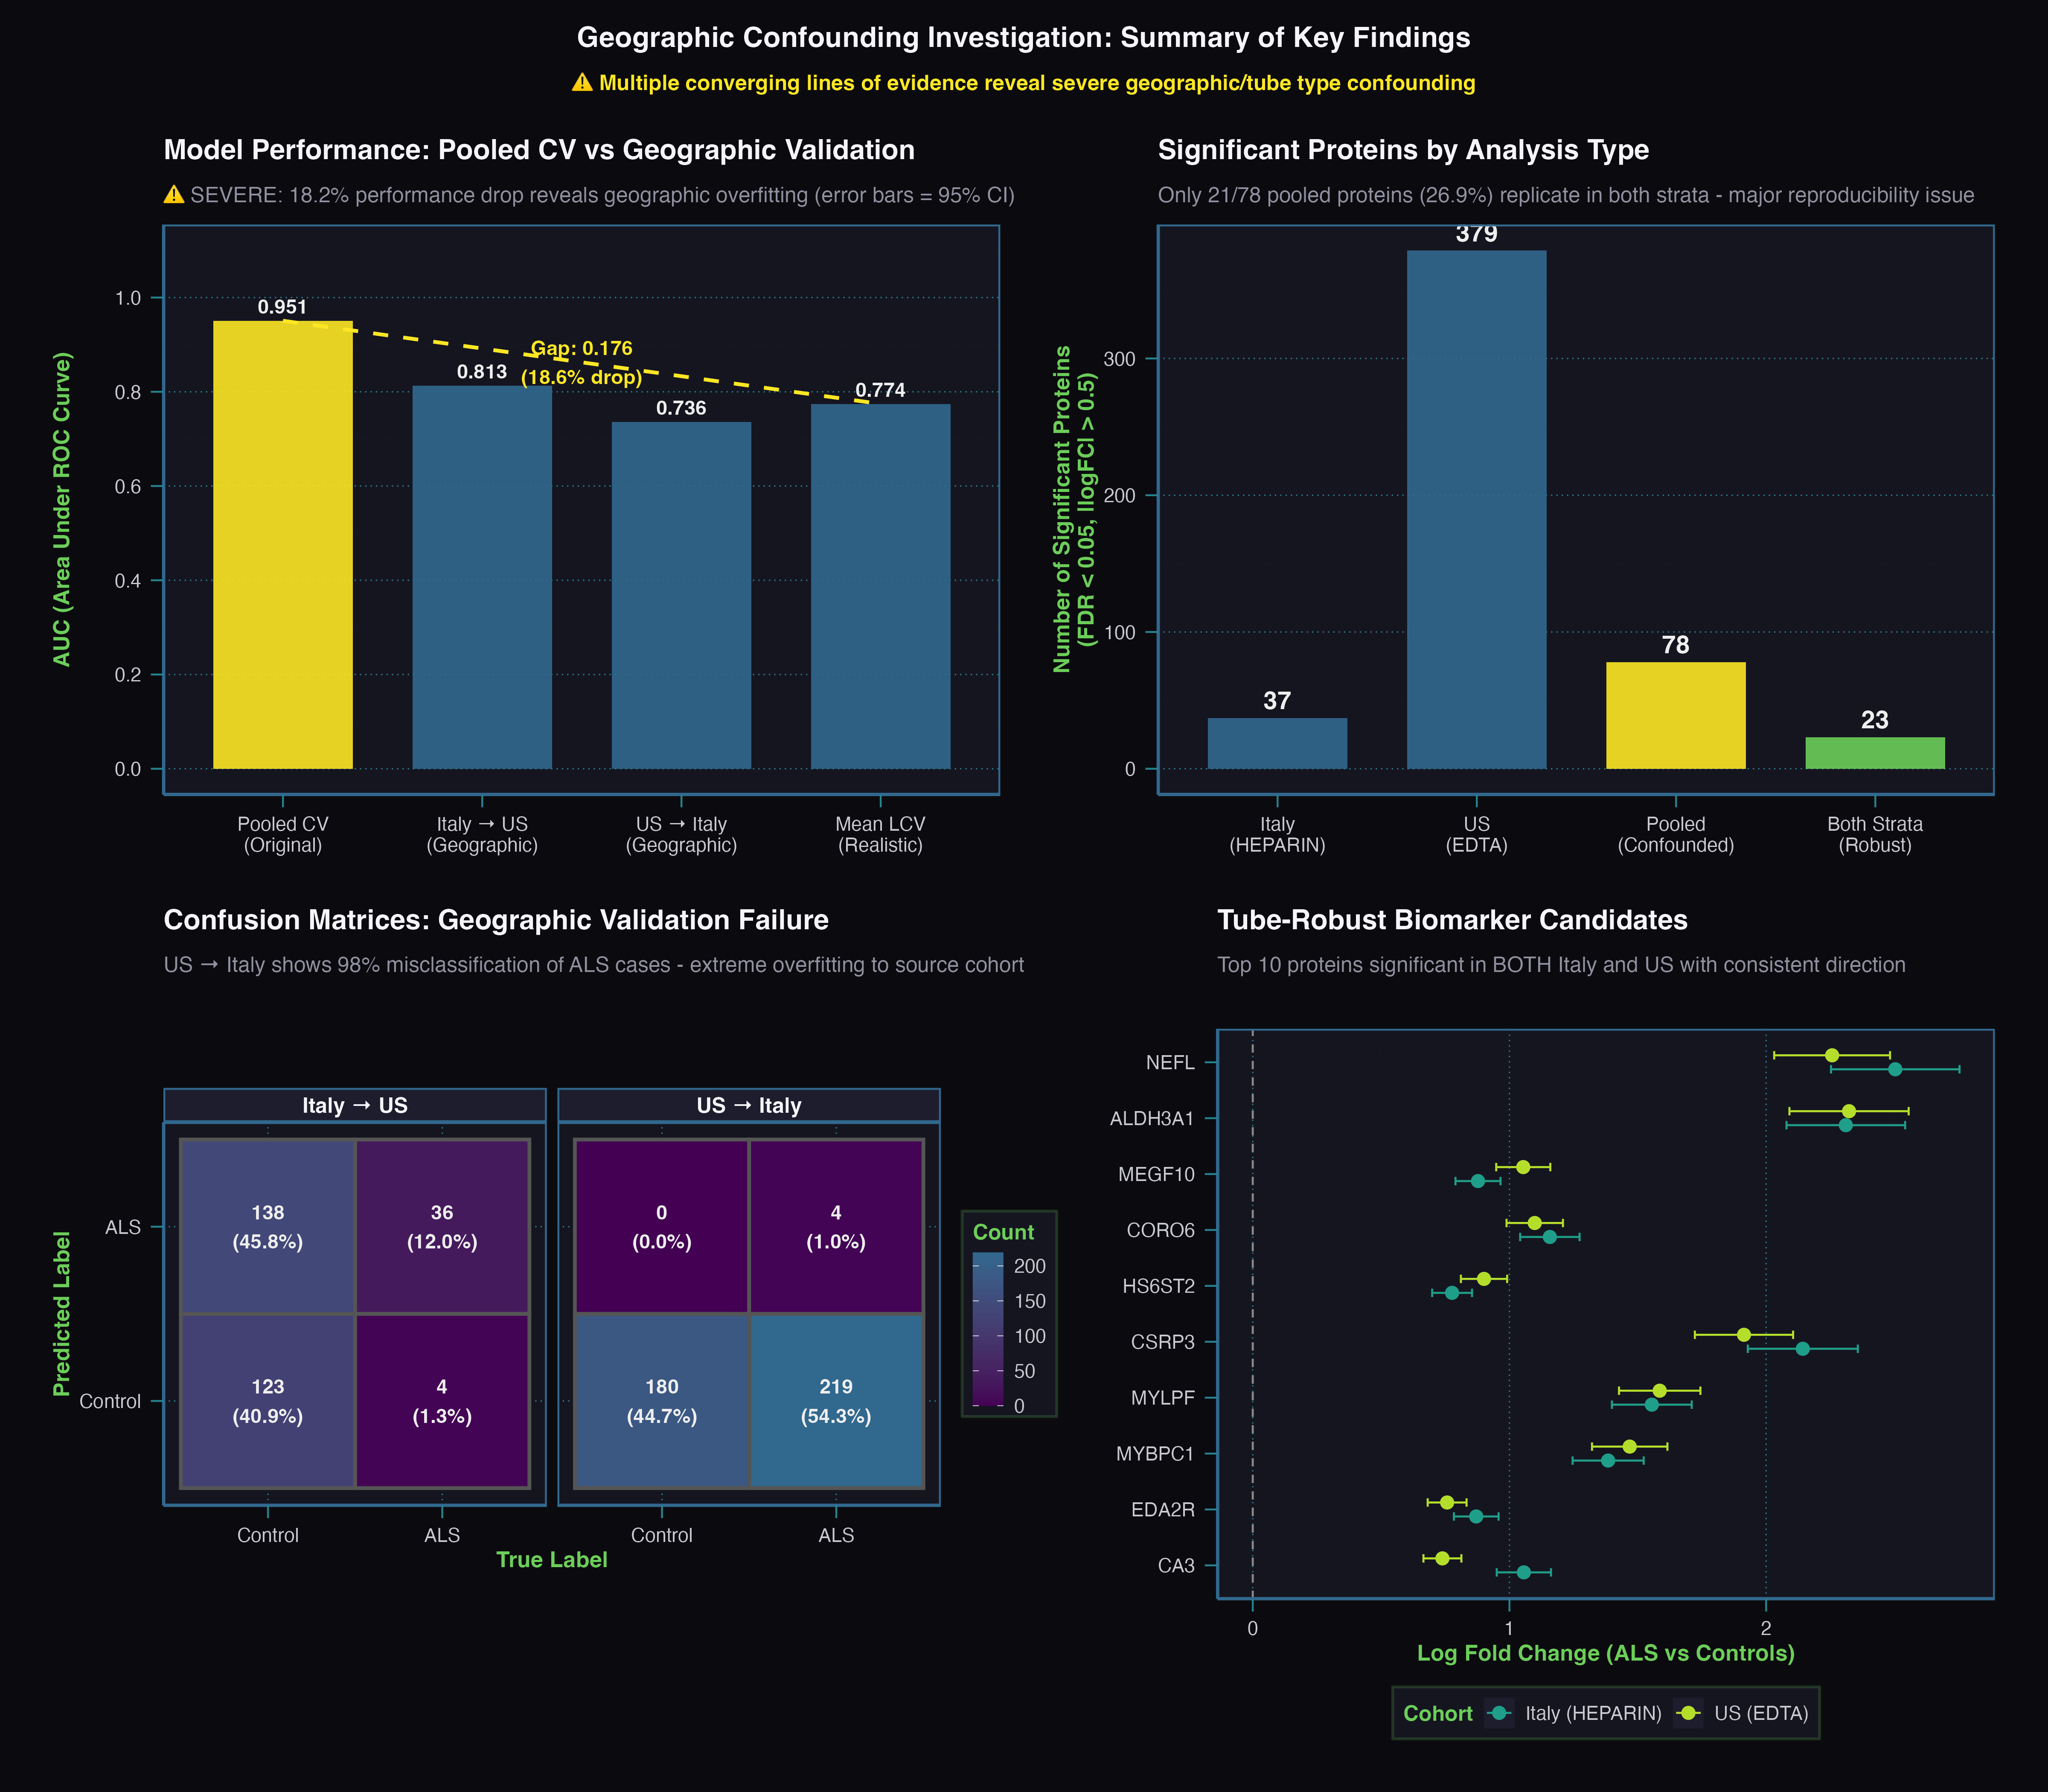 Geographic Confounding Investigation: Summary of Key Findings
⚠ Multiple converging lines of evidence reveal severe geographic/tube type confounding
Model Performance: Pooled CV vs Geographic Validation
⚠ SEVERE: 18.2% performance drop reveals geographic overfitting (error bars = 95% CI)
AUC (Area Under ROC Curve)
1.0
0.8
0.6
0.4
0.2
0.0
0.951
0.813
0.736
0.774
Gap: 0.176
(18.6% drop)
Pooled CV
(Original)
Italy → US
(Geographic)
US → Italy
(Geographic)
Mean LCV
(Realistic)
Significant Proteins by Analysis Type
Only 21/78 pooled proteins (26.9%) replicate in both strata - major reproducibility issue
Number of Significant Proteins
(FDR < 0.05, |logFC| > 0.5)
300
200
100
0
37
379
78
23
Italy
(HEPARIN)
US
(EDTA)
Pooled
(Confounded)
Both Strata
(Robust)
Confusion Matrices: Geographic Validation Failure
US → Italy shows 98% misclassification of ALS cases - extreme overfitting to source cohort
Predicted Label
ALS
Control
Italy → US
138
(45.8%)
36
(12.0%)
123
(40.9%)
4
(1.3%)
US → Italy
0
(0.0%)
4
(1.0%)
180
(44.7%)
219
(54.3%)
Control
ALS
Control
ALS
True Label
Count
200
150
100
50
0
Tube-Robust Biomarker Candidates
Top 10 proteins significant in BOTH Italy and US with consistent direction
NEFL
ALDH3A1
MEGF10
CORO6
HS6ST2
CSRP3
MYLPF
MYBPC1
EDA2R
CA3
0
1
2
Log Fold Change (ALS vs Controls)
Cohort
Italy (HEPARIN)
US (EDTA)